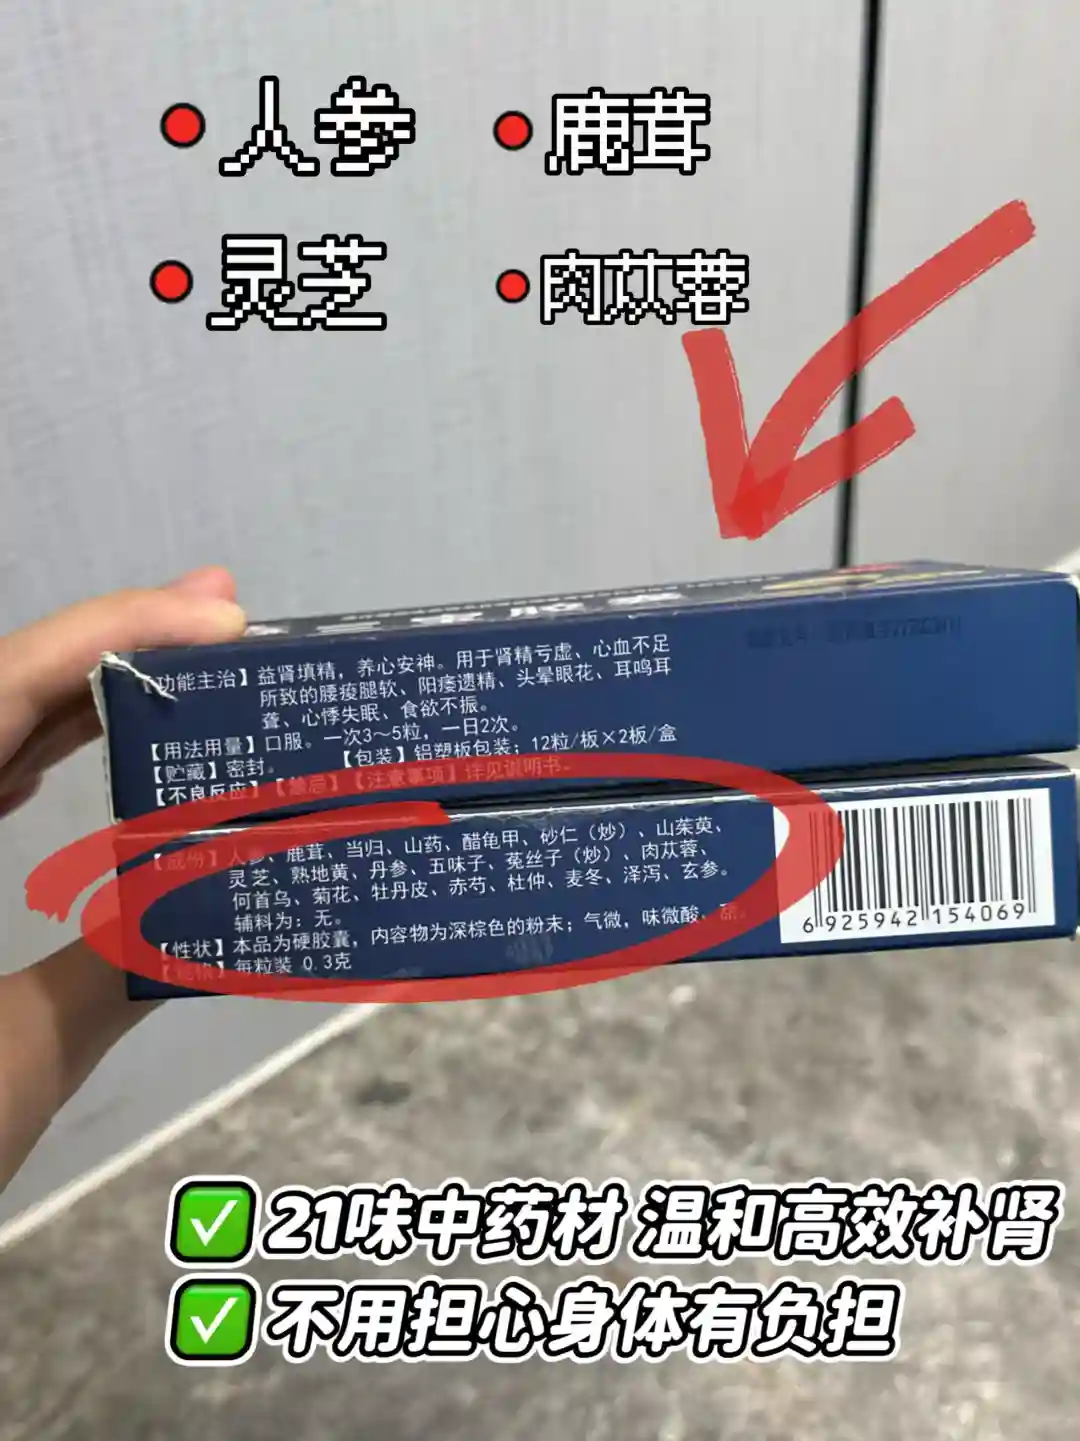 人参
鹿茸
灵芝
肉苁蓉
【功能主治】益肾填精，养心安神。用于肾精亏虚、心血不足
所致的腰痠腿软、阳痿遗精、头晕眼花、耳鸣耳
聋、心悸失眠、食欲不振。
【用法用量】口服。一次3～5粒，一日2次。
【贮藏】密封。 【包装】铝塑板包装；12粒/板×2板/盒
【不良反应】【禁忌】【注意事项】详见说明书。
【成份】人参、鹿茸、当归、山药、醋龟甲、砂仁（炒）、山茱萸、
灵芝、熟地黄、丹参、五味子、菟丝子（炒）、肉苁蓉、
何首乌、菊花、牡丹皮、赤芍、杜仲、麦冬、泽泻、玄参。
辅料为：无。
【性状】本品为硬胶囊，内容物为深棕色的粉末；气微，味微酸、甜。
【规格】每粒装 0.3克
6 925942 154069
21味中药材 温和高效补肾
不用担心身体有负担